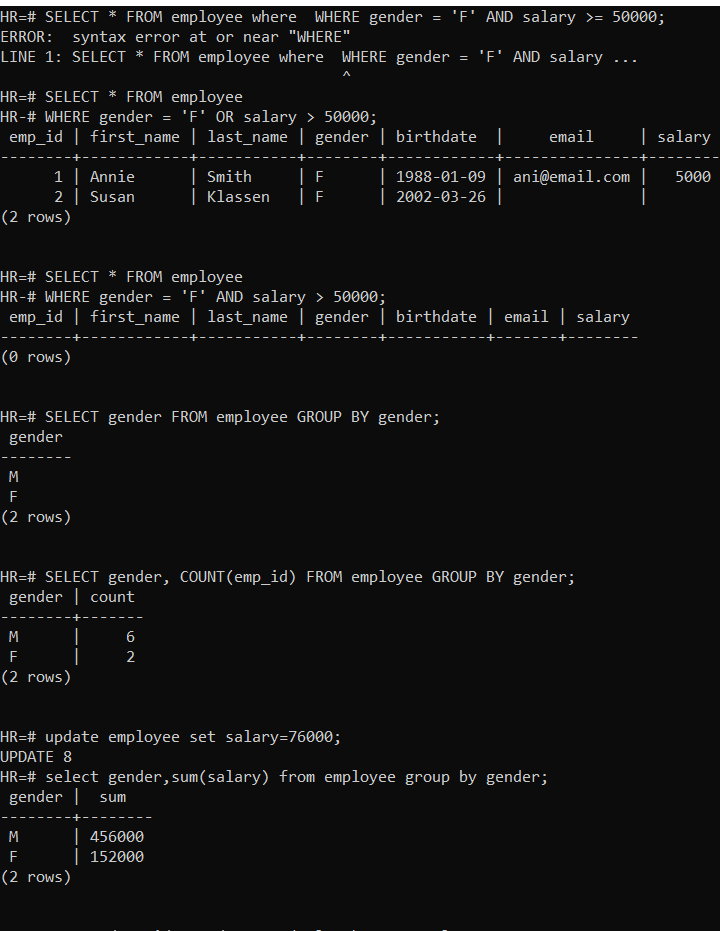 HR=# SELECT * FROM employee where  WHERE gender = 'F' AND salary >= 50000;
ERROR:  syntax error at or near "WHERE"
LINE 1: SELECT * FROM employee where  WHERE gender = 'F' AND salary ...
                                      ^
HR=# SELECT * FROM employee
HR-# WHERE gender = 'F' OR salary > 50000;
 emp_id | first_name | last_name | gender | birthdate  |     email     | salary
--------+------------+-----------+--------+------------+---------------+--------
      1 | Annie      | Smith     | F      | 1988-01-09 | ani@email.com |   5000
      2 | Susan      | Klassen   | F      | 2002-03-26 |               |
(2 rows)
HR=# SELECT * FROM employee
HR-# WHERE gender = 'F' AND salary > 50000;
 emp_id | first_name | last_name | gender | birthdate | email | salary
--------+------------+-----------+--------+-----------+-------+--------
(0 rows)
HR=# SELECT gender FROM employee GROUP BY gender;
 gender
--------
 M
 F
(2 rows)
HR=# SELECT gender, COUNT(emp_id) FROM employee GROUP BY gender;
 gender | count
--------+-------
 M      |     6
 F      |     2
(2 rows)
HR=# update employee set salary=76000;
UPDATE 8
HR=# select gender,sum(salary) from employee group by gender;
 gender |  sum
--------+--------
 M      | 456000
 F      | 152000
(2 rows)